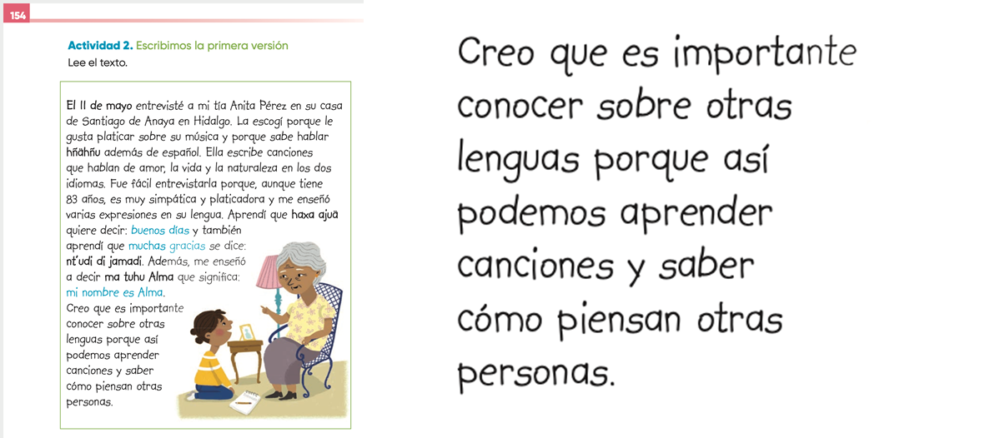 154
Actividad 2. Escribimos la primera versión
Lee el texto.
El 11 de mayo entrevisté a mi tía Anita Pérez en su casa
de Santiago de Anaya en Hidalgo. La escogí porque le
gusta platicar sobre su música y porque sabe hablar
hñähñu además de español. Ella escribe canciones
que hablan de amor, la vida y la naturaleza en los dos
idiomas. Fue fácil entrevistarla porque, aunque tiene
83 años, es muy simpática y platicadora y me enseñó
varias expresiones en su lengua. Aprendí que haxa ajuä
quiere decir: buenos días y también
aprendí que muchas gracias se dice:
nt'udi di jamadi. Además, me enseñó
a decir ma tuhu Alma que significa:
mi nombre es Alma.
Creo que es importante
conocer sobre otras
lenguas porque así
podemos aprender
canciones y saber
cómo piensan otras
personas.
Creo que es importante
conocer sobre otras
lenguas porque así
podemos aprender
canciones y saber
cómo piensan otras
personas.